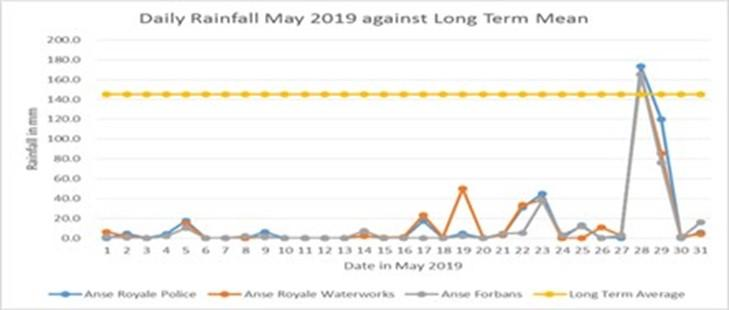 Daily Rainfall May 2019 against Long Term Mean
200.0
180.0
160.0
140.0
120.0
100.0
80.0
60.0
40.0
20.0
0.0
Rainfall in mm
1 2 3 4 5 6 7 8 9 10 11 12 13 14 15 16 17 18 19 20 21 22 23 24 25 26 27 28 29 30 31
Date in May 2019
Anse Royale Police Anse Royale Waterworks Anse Forbans Long Term Average